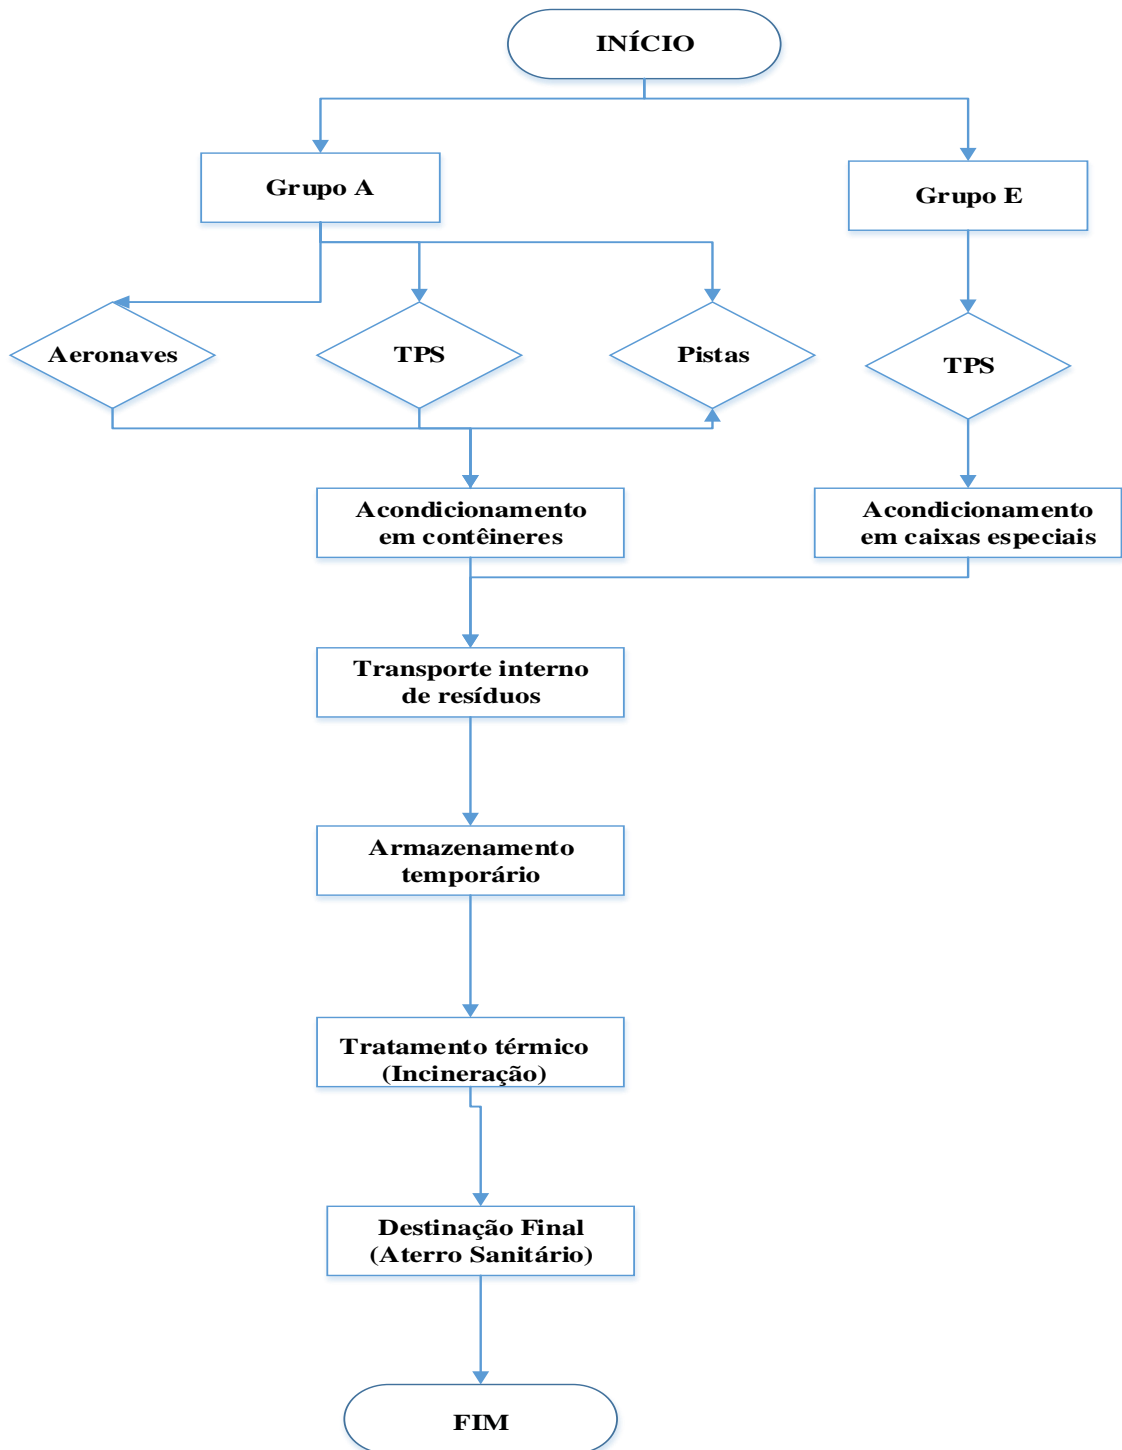 INÍCIO
Grupo A
Grupo E
Aeronaves
TPS
Pistas
TPS
Acondicionamento
em contêineres
Acondicionamento
em caixas especiais
Transporte interno
de resíduos
Armazenamento
temporário
Tratamento térmico
(Incineração)
Destinação Final
(Aterro Sanitário)
FIM